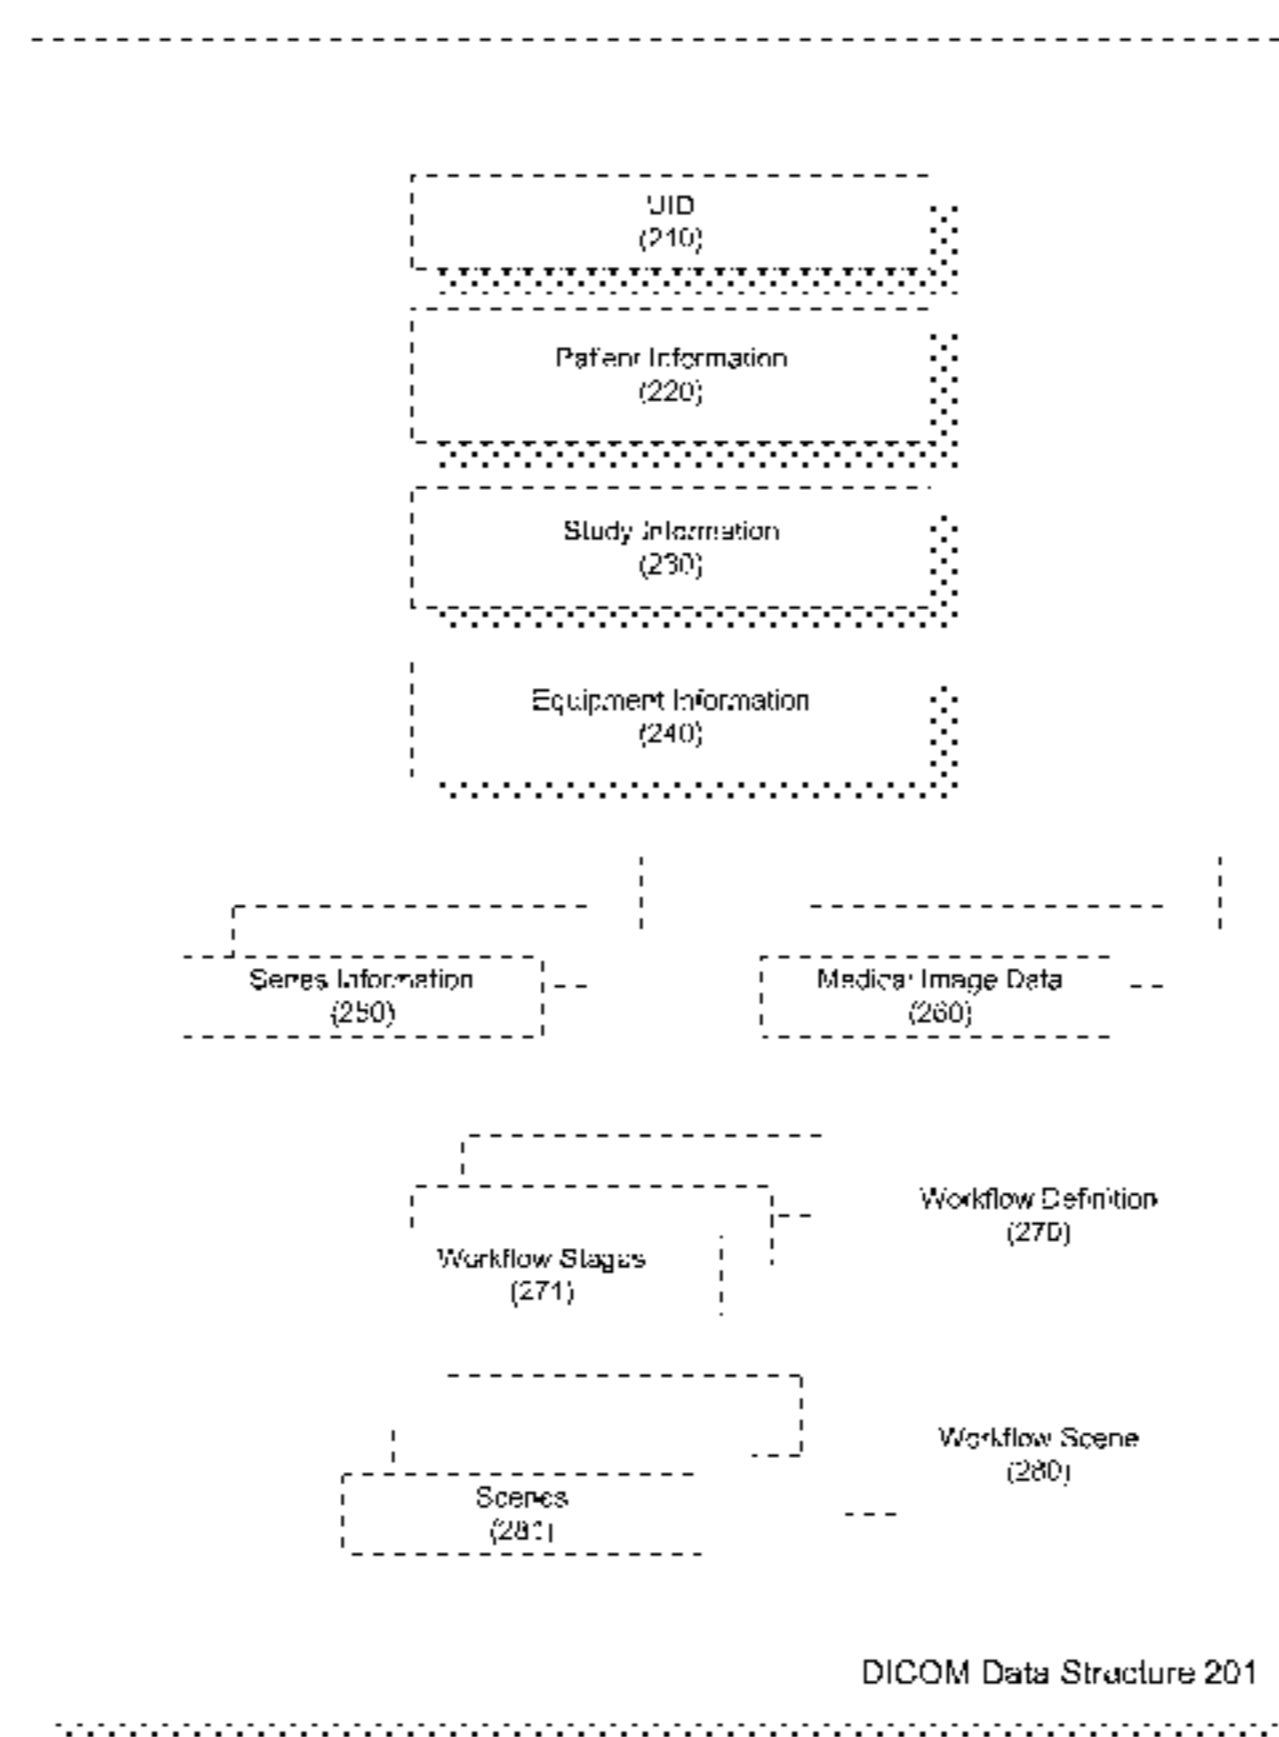 UID
(210)
Patient Information
(220)
Study Information
(230)
Equipment Information
(240)
Series Information
(250)
Medical Image Data
(260)
Workflow Definition
(270)
Workflow Stages
(271)
Workflow Scene
(280)
Scenes
(281)
DICOM Data Structure 201